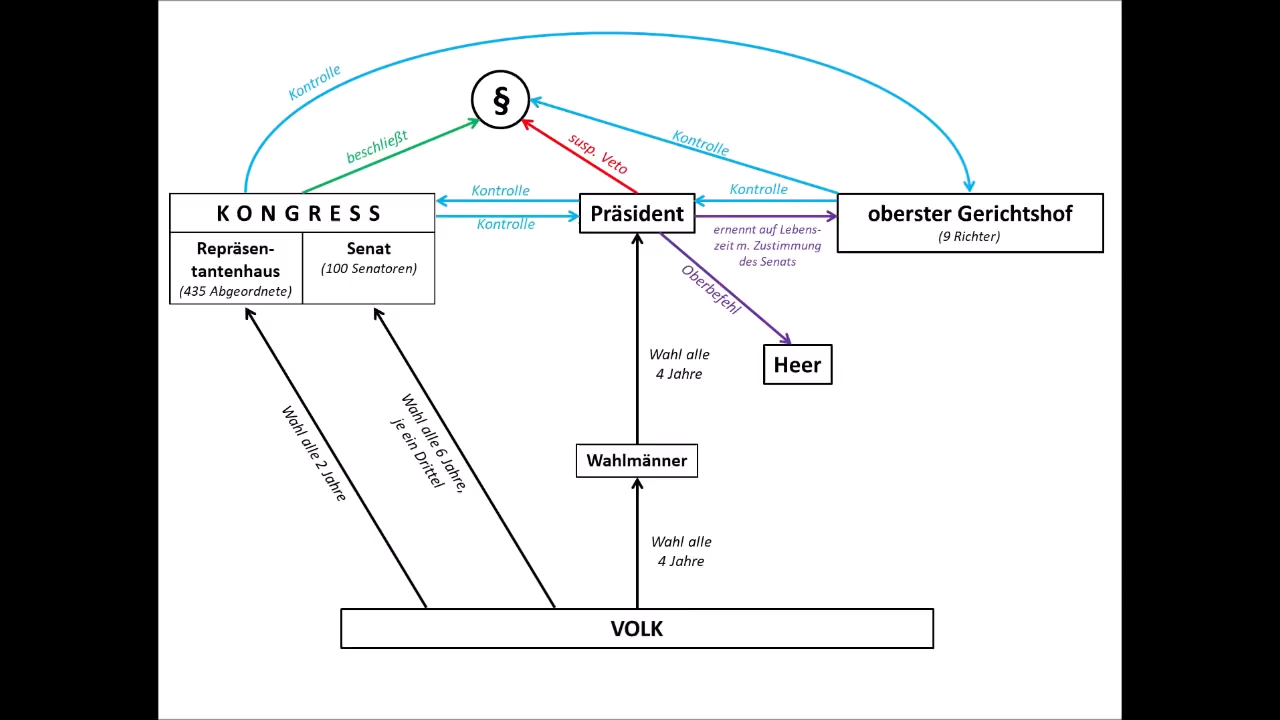 Kontrolle
§
beschließt
susp. Veto
Kontrolle
Kontrolle
Kontrolle
Kontrolle
KONGRESS
Präsident
oberster Gerichtshof
(9 Richter)
ernennt auf Lebens-
zeit m. Zustimmung
des Senats
Repräsen-
tantenhaus
(435 Abgeordnete)
Senat
(100 Senatoren)
Oberbefehl
Heer
Wahl alle
4 Jahre
Wahl alle 2 Jahre
Wahl alle 6 Jahre,
je ein Drittel
Wahlmänner
Wahl alle
4 Jahre
VOLK